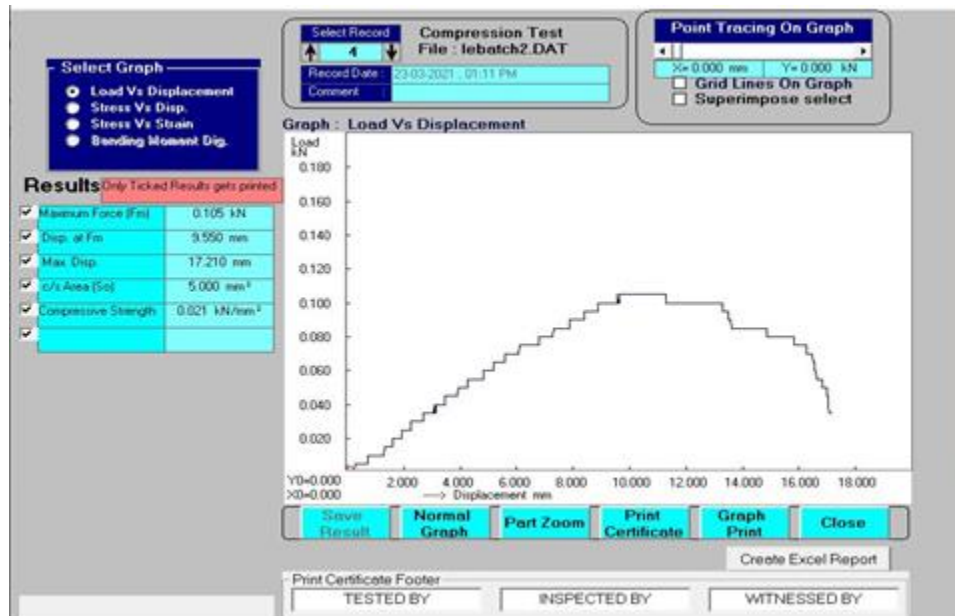 Select Record
4
Compression Test
File : lebatch2.DAT
Record Date :
23-03-2021 , 01:11 PM
Comment :
Point Tracing On Graph
X= 0.000 mm Y= 0.000 kN
Grid Lines On Graph
Superimpose select
Select Graph
Load Vs Displacement
Stress Vs Disp.
Stress Vs Strain
Bending Moment Dig.
Results
Only Ticked Results gets printed
Maximum Force (Fm) 0.105 kN
Disp. at Fm 9.550 mm
Max. Disp. 17.210 mm
c/s Area (So) 5.000 mm²
Compressive Strength 0.021 kN/mm²
Graph : Load Vs Displacement
Load
kN
0.180
0.160
0.140
0.120
0.100
0.080
0.060
0.040
0.020
Y0=0.000
X0=0.000
2.000 4.000 6.000 8.000 10.000 12.000 14.000 16.000 18.000
---> Displacement mm
Save Result
Normal Graph
Part Zoom
Print Certificate
Graph Print
Close
Create Excel Report
Print Certificate Footer
TESTED BY INSPECTED BY WITNESSED BY